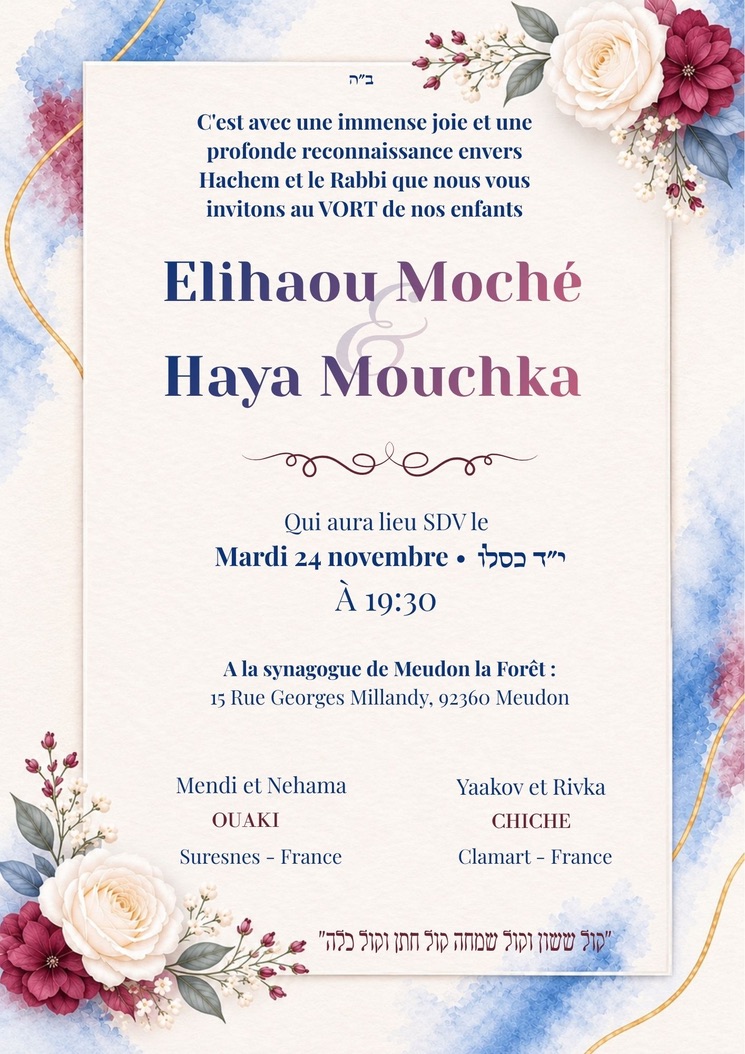 ב"ה
C'est avec une immense joie et une
profonde reconnaissance envers
Hachem et le Rabbi que nous vous
invitons au VORT de nos enfants
Elihaou Moché
&
Haya Mouchka
Qui aura lieu SDV le
Mardi 24 novembre • י"ד כסלו
À 19:30
A la synagogue de Meudon la Forêt :
15 Rue Georges Millandy, 92360 Meudon
Mendi et Nehama
OUAKI
Suresnes - France
Yaakov et Rivka
CHICHE
Clamart - France
"קול ששון וקול שמחה קול חתן וקול כלה"